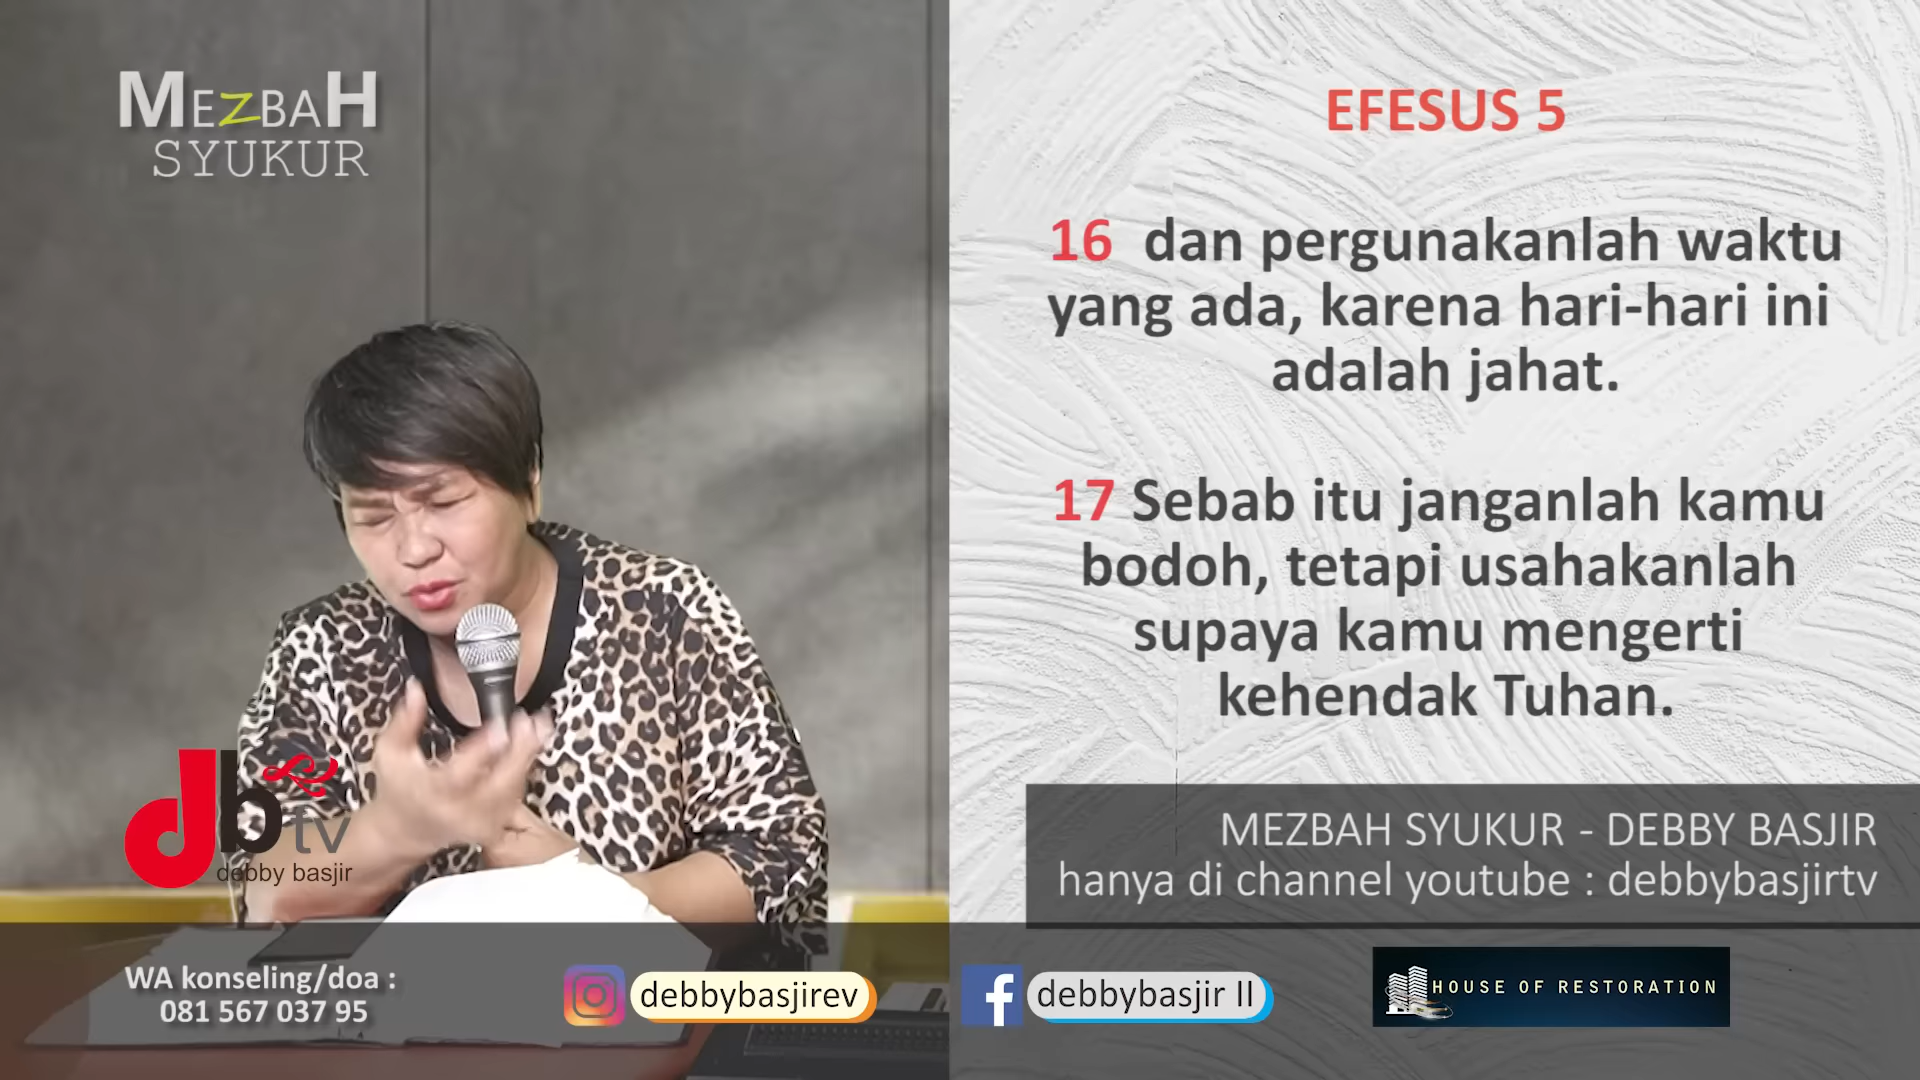 MEZBAH
SYUKUR
EFESUS 5
16 dan pergunakanlah waktu
yang ada, karena hari-hari ini
adalah jahat.
17 Sebab itu janganlah kamu
bodoh, tetapi usahakanlah
supaya kamu mengerti
kehendak Tuhan.
db tv
debby basjir
MEZBAH SYUKUR - DEBBY BASJIR
hanya di channel youtube : debbybasjirtv
WA konseling/doa :
081 567 037 95
debbybasjirev
debbybasjir II
HOUSE OF RESTORATION